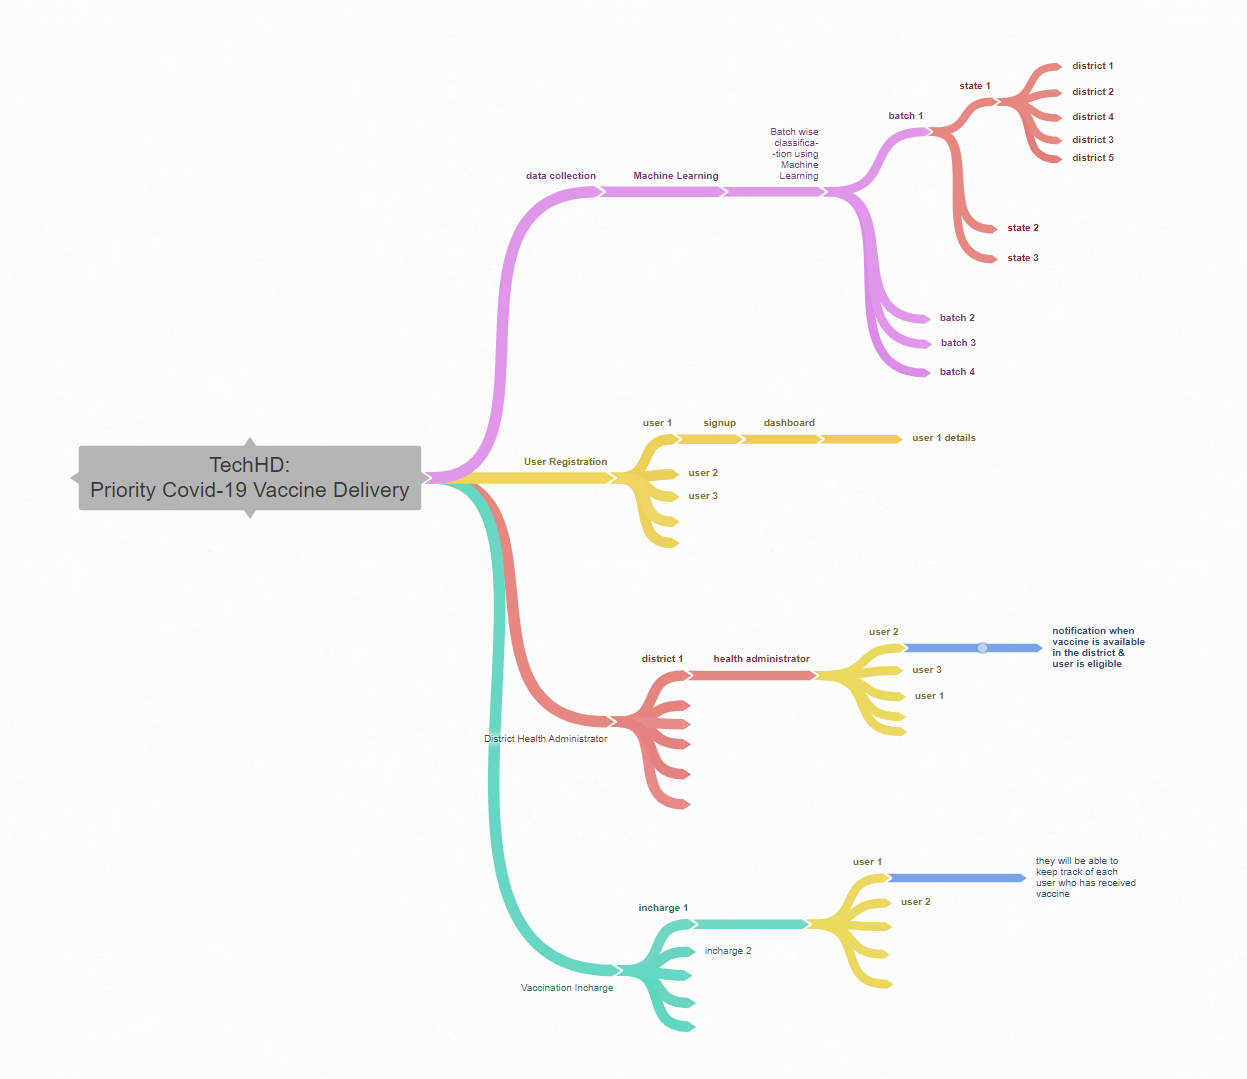 TechHD:
Priority Covid-19 Vaccine Delivery
data collection
Machine Learning
Batch wise
classifica-
-tion using
Machine
Learning
batch 1
state 1
district 1
district 2
district 4
district 3
district 5
state 2
state 3
batch 2
batch 3
batch 4
User Registration
user 1
signup
dashboard
user 1 details
user 2
user 3
District Health Administrator
district 1
health administrator
user 2
notification when
vaccine is available
in the district &
user is eligible
user 3
user 1
Vaccination Incharge
incharge 1
incharge 2
user 1
they will be able to
keep track of each
user who has received
vaccine
user 2